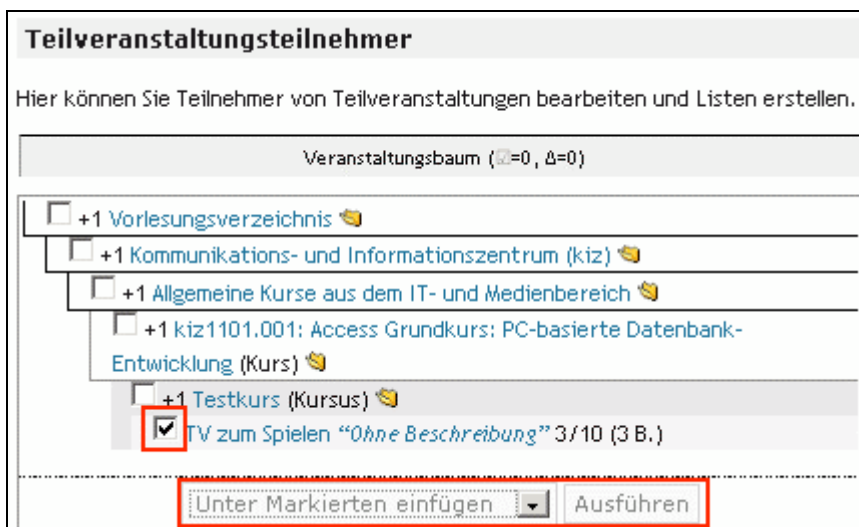 Teilveranstaltungsteilnehmer
Hier können Sie Teilnehmer von Teilveranstaltungen bearbeiten und Listen erstellen.
Veranstaltungsbaum (☑=0, Δ=0)
+1 Vorlesungsverzeichnis
+1 Kommunikations- und Informationszentrum (kiz)
+1 Allgemeine Kurse aus dem IT- und Medienbereich
+1 kiz1101.001: Access Grundkurs: PC-basierte Datenbank-
Entwicklung (Kurs)
+1 Testkurs (Kursus)
TV zum Spielen “Ohne Beschreibung” 3/10 (3 B.)
Unter Markierten einfügen Ausführen